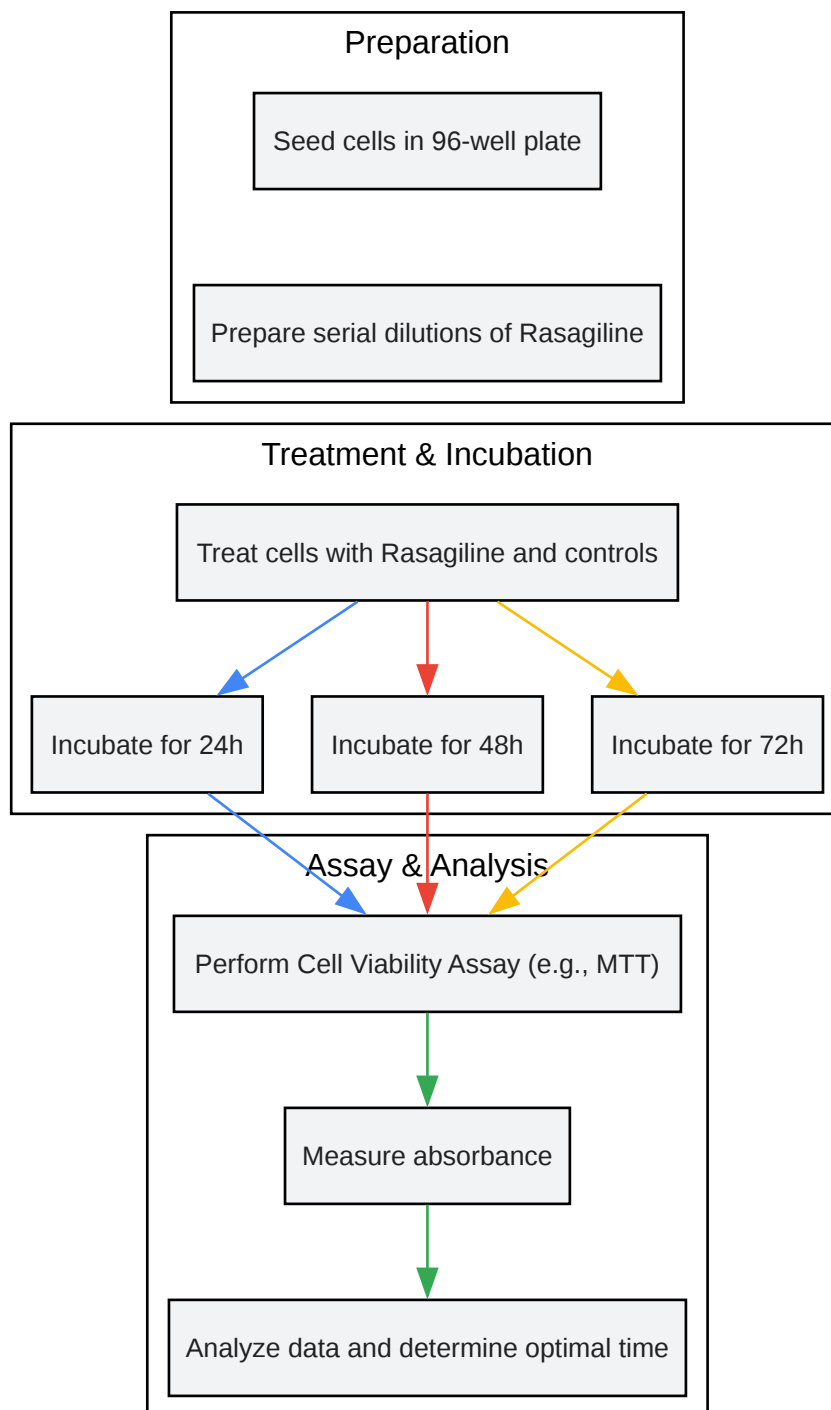 Preparation
Seed cells in 96-well plate
Prepare serial dilutions of Rasagiline
Treatment & Incubation
Treat cells with Rasagiline and controls
Incubate for 24h
Incubate for 48h
Incubate for 72h
Assay & Analysis
Perform Cell Viability Assay (e.g., MTT)
Measure absorbance
Analyze data and determine optimal time